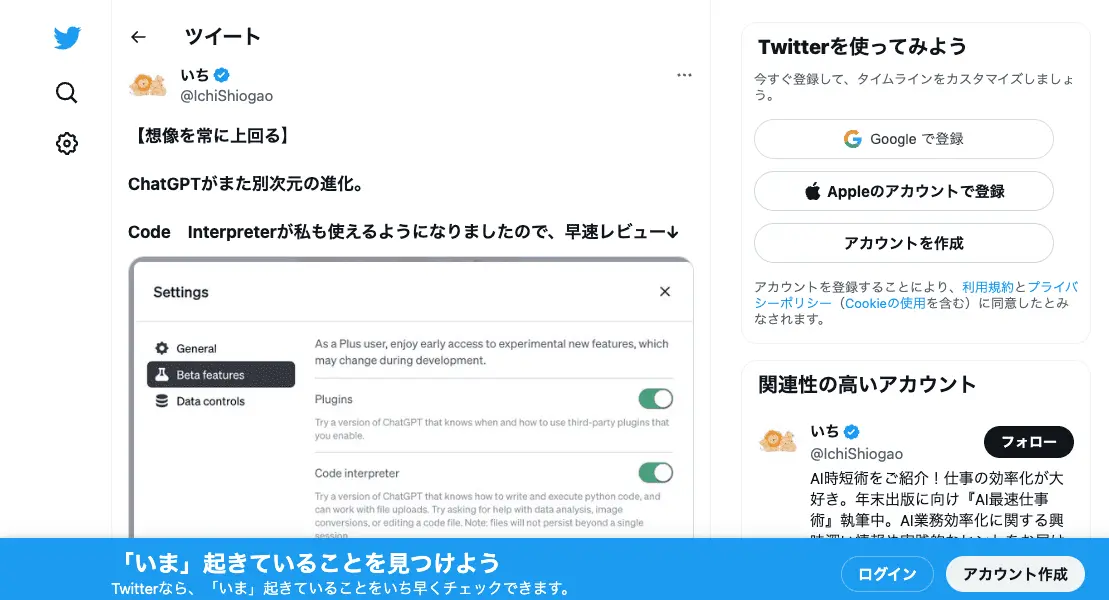 ツイート
いち
@IchiShiogao
【想像を常に上回る】
ChatGPTがまた別次元の進化。
Code　Interpreterが私も使えるようになりましたので、早速レビュー↓
Settings
General
Beta features
Data controls
As a Plus user, enjoy early access to experimental new features, which
may change during development.
Plugins
Try a version of ChatGPT that knows when and how to use third-party plugins that
you enable.
Code interpreter
Try a version of ChatGPT that knows how to write and execute python code, and
can work with file uploads. Try asking for help with data analysis, image
conversions, or editing a code file. Note: files will not persist beyond a single
session.
Twitterを使ってみよう
今すぐ登録して、タイムラインをカスタマイズしましょ
う。
Google で登録
Appleのアカウントで登録
アカウントを作成
アカウントを登録することにより、利用規約とプライバ
シーポリシー（Cookieの使用を含む）に同意したとみ
なされます。
関連性の高いアカウント
いち
@IchiShiogao
フォロー
AI時短術をご紹介！仕事の効率化が大
好き。年末出版に向け『AI最速仕事
術』執筆中。AI業務効率化に関する興
「いま」起きていることを見つけよう
Twitterなら、「いま」起きていることをいち早くチェックできます。
ログイン
アカウント作成